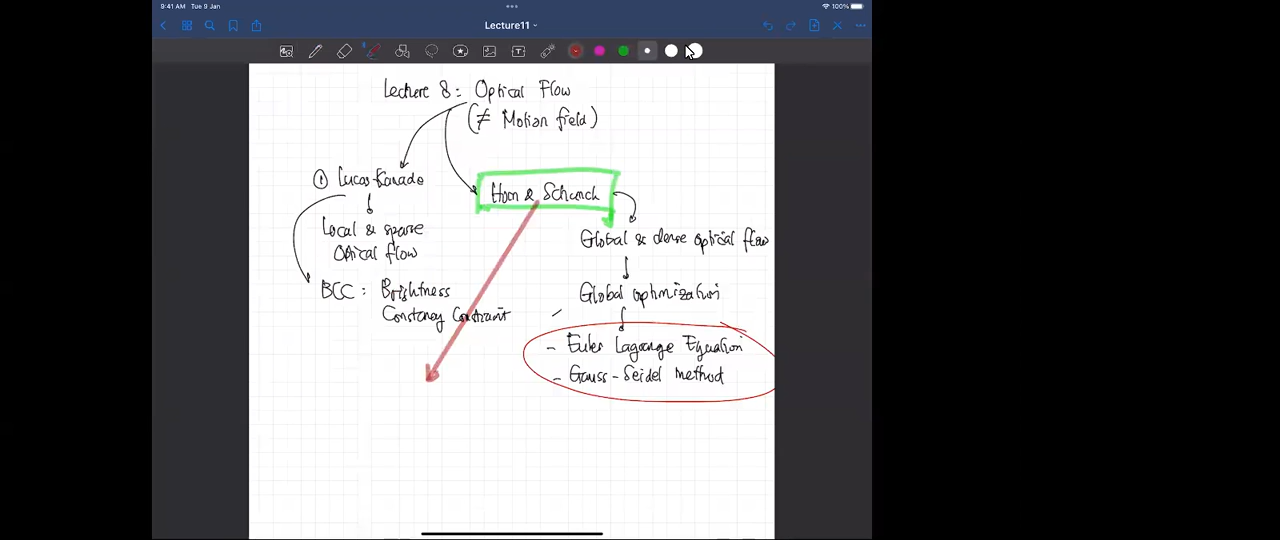 9:41 AM Tue 9 Jan
100%
Lecture11
Lecture 8: Optical Flow
(≠ Motion field)
① Lucas-Kanade
Local & sparse
Optical flow
BCC: Brightness
Constancy Constraint
Horn & Schunck
Global & dense optical flow
Global optimization
- Euler Lagrange Equation
- Gauss-Seidel method